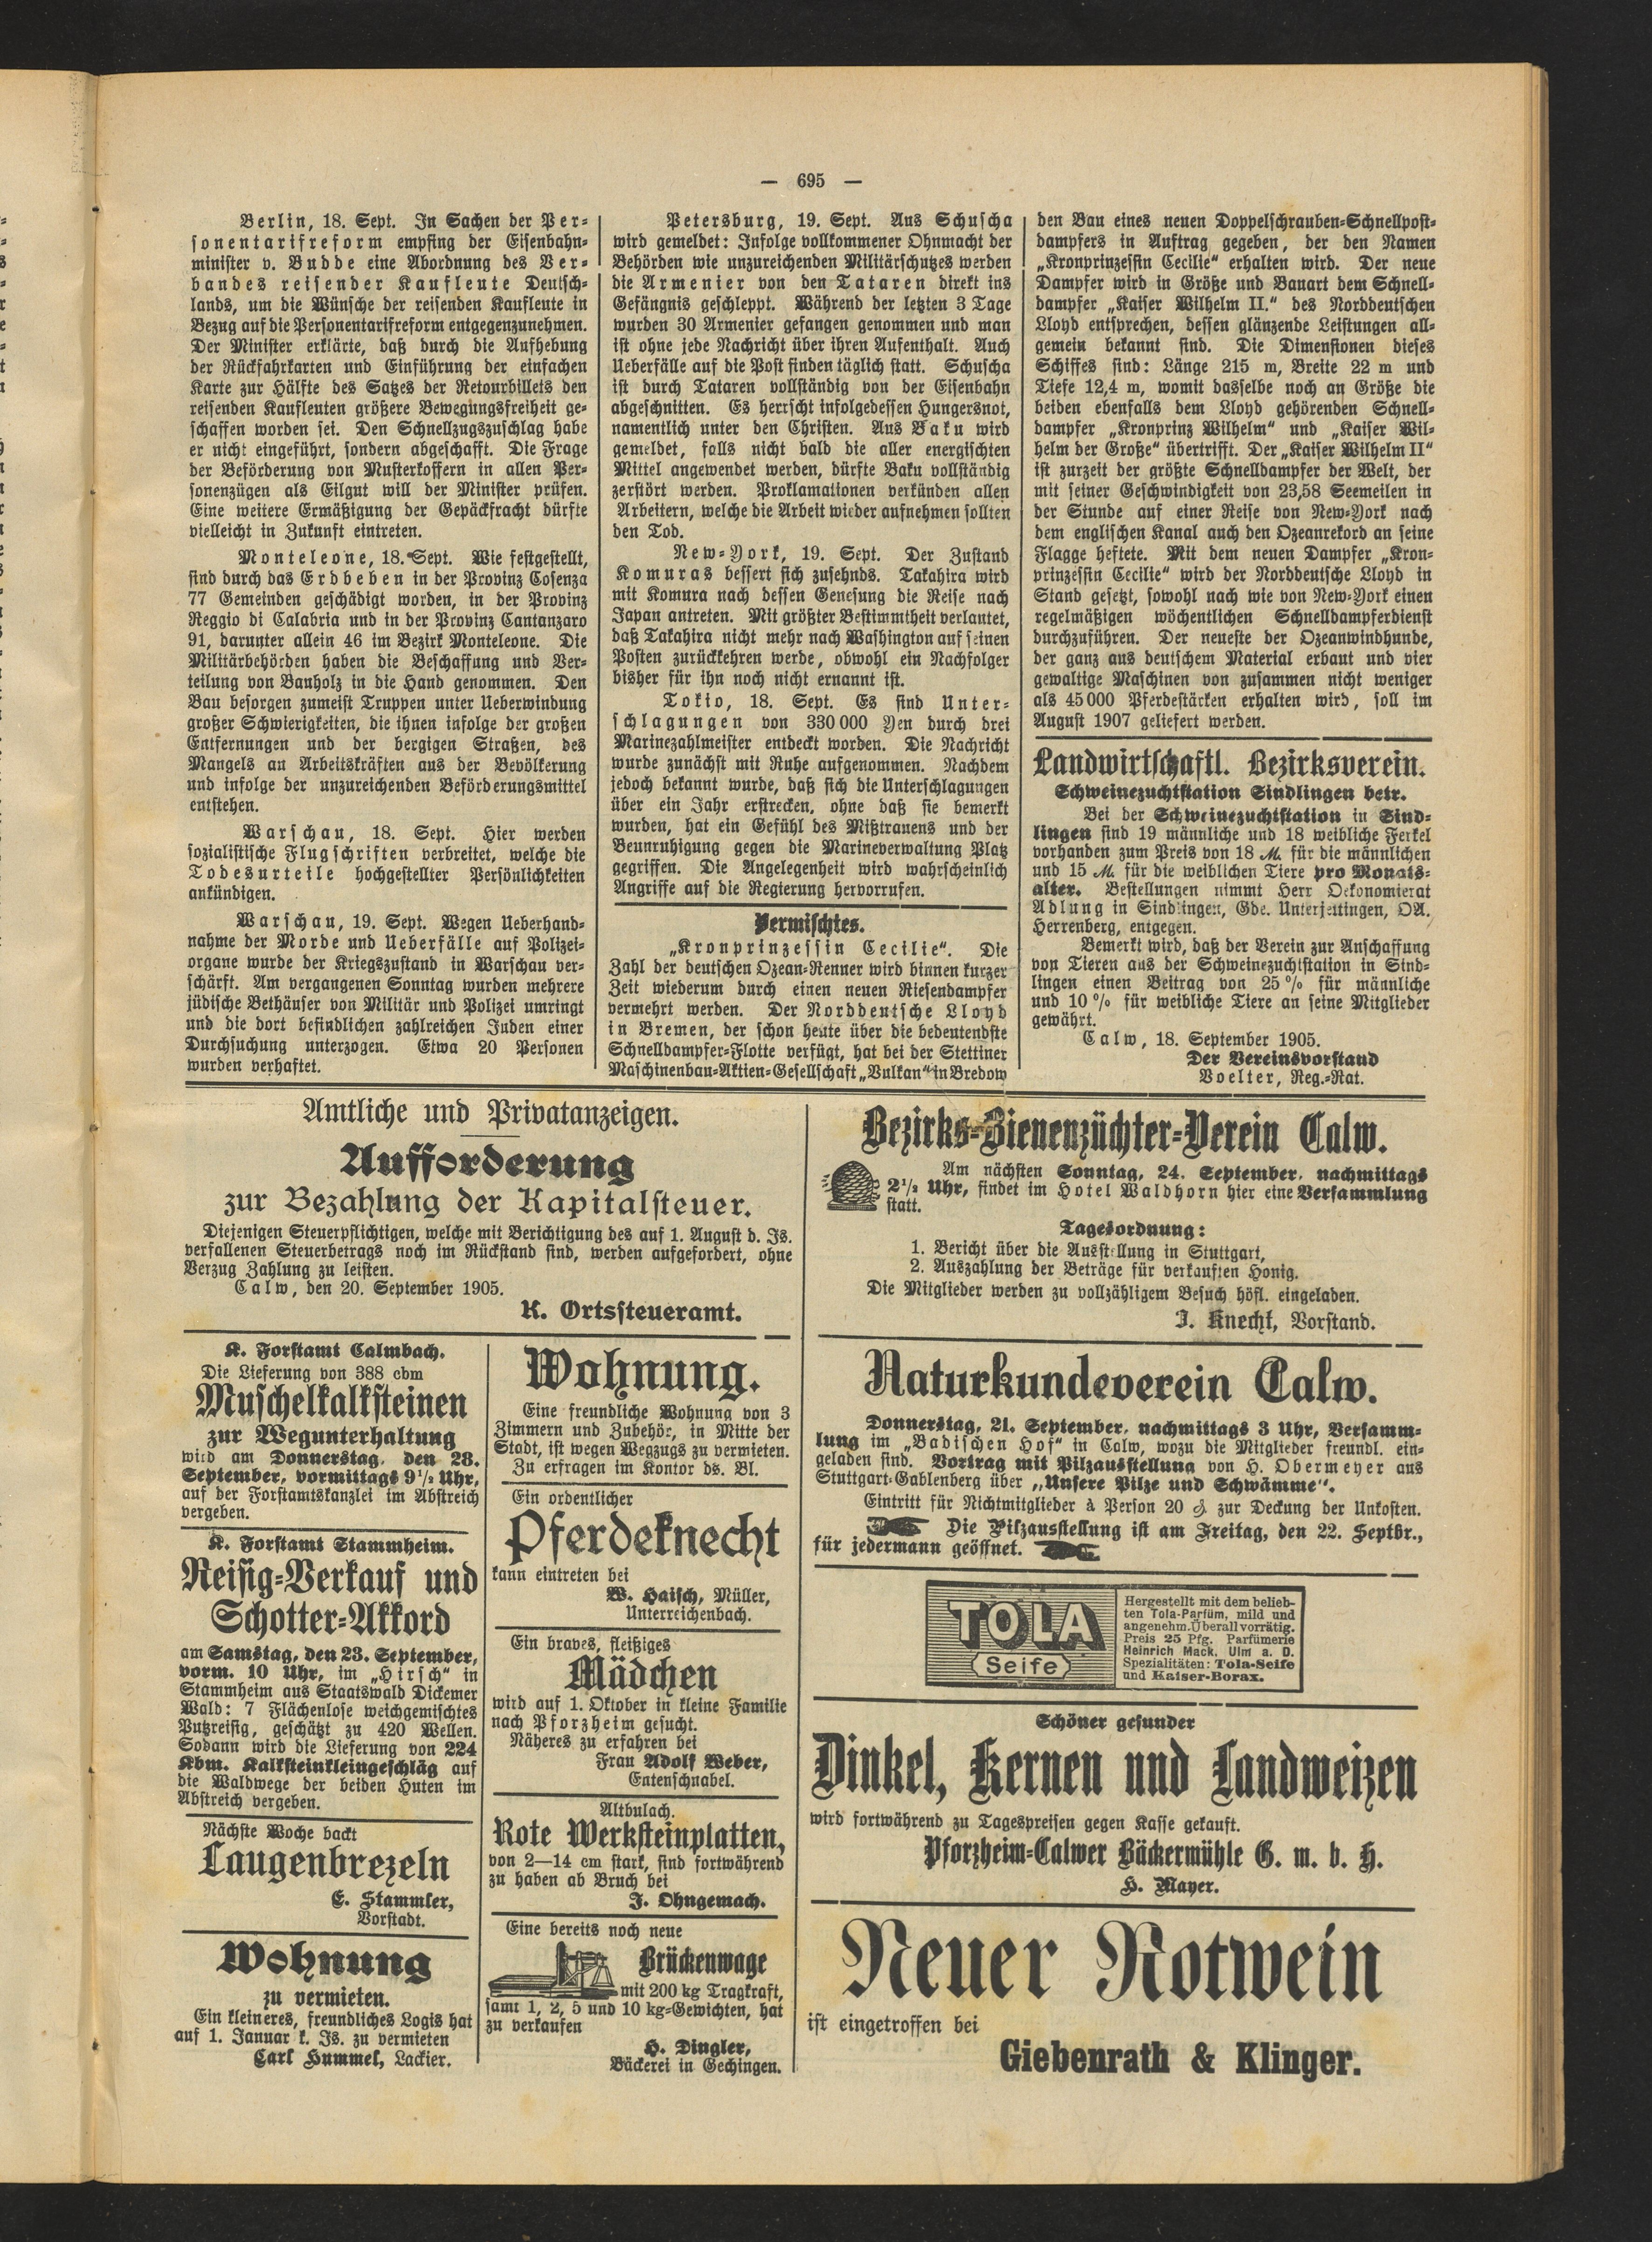 — 695 —
Berlin, 18. Sept. In Sachen der Per-
sonentarifreform empfing der Eisenbahn-
minister v. Budde eine Abordnung des Ver-
bandes reisender Kaufleute Deutsch-
lands, um die Wünsche der reisenden Kaufleute in
Bezug auf die Personentarifreform entgegenzunehmen.
Der Minister erklärte, daß durch die Aufhebung
der Rückfahrkarten und Einführung der einfachen
Karte zur Hälfte des Satzes der Retourbillets den
reisenden Kaufleuten größere Bewegungsfreiheit ge-
schaffen worden sei. Den Schnellzugszuschlag habe
er nicht eingeführt, sondern abgeschafft. Die Frage
der Beförderung von Musterkoffern in allen Per-
sonenzügen als Eilgut will der Minister prüfen.
Eine weitere Ermäßigung der Gepäckfracht dürfte
vielleicht in Zukunft eintreten.
Monteleone, 18. Sept. Wie festgestellt,
sind durch das Erdbeben in der Provinz Cosenza
77 Gemeinden geschädigt worden, in der Provinz
Reggio di Calabria und in der Provinz Cantanzaro
91, darunter allein 46 im Bezirk Monteleone. Die
Militärbehörden haben die Beschaffung und Ver-
teilung von Bauholz in die Hand genommen. Den
Bau besorgen zumeist Truppen unter Ueberwindung
großer Schwierigkeiten, die ihnen infolge der großen
Entfernungen und der bergigen Straßen, des
Mangels an Arbeitskräften aus der Bevölkerung
und infolge der unzureichenden Beförderungsmittel
entstehen.
Warschau, 18. Sept. Hier werden
sozialistische Flugschriften verbreitet, welche die
Todesurteile hochgestellter Persönlichkeiten
ankündigen.
Warschau, 19. Sept. Wegen Ueberhand-
nahme der Morde und Ueberfälle auf Polizei-
organe wurde der Kriegszustand in Warschau ver-
schärft. Am vergangenen Sonntag wurden mehrere
jüdische Bethäuser von Militär und Polizei umringt
und die dort befindlichen zahlreichen Juden einer
Durchsuchung unterzogen. Etwa 20 Personen
wurden verhaftet.
Petersburg, 19. Sept. Aus Schuscha
wird gemeldet: Infolge vollkommener Ohnmacht der
Behörden wie unzureichenden Militärschutzes werden
die Armenier von den Tataren direkt ins
Gefängnis geschleppt. Während der letzten 3 Tage
wurden 30 Armenier gefangen genommen und man
ist ohne jede Nachricht über ihren Aufenthalt. Auch
Ueberfälle auf die Post finden täglich statt. Schuscha
ist durch Tataren vollständig von der Eisenbahn
abgeschnitten. Es herrscht infolgedessen Hungersnot,
namentlich unter den Christen. Aus Baku wird
gemeldet, falls nicht bald die aller energischten
Mittel angewendet werden, dürfte Baku vollständig
zerstört werden. Proklamationen verkünden allen
Arbeitern, welche die Arbeit wieder aufnehmen sollten
den Tod.
New-York, 19. Sept. Der Zustand
Komuras bessert sich zusehnds. Takahira wird
mit Komura nach dessen Genesung die Reise nach
Japan antreten. Mit größter Bestimmtheit verlautet,
daß Takahira nicht mehr nach Washington auf seinen
Posten zurückkehren werde, obwohl ein Nachfolger
bisher für ihn noch nicht ernannt ist.
Tokio, 18. Sept. Es sind Unter-
schlagungen von 330000 Yen durch drei
Marinezahlmeister entdeckt worden. Die Nachricht
wurde zunächst mit Ruhe aufgenommen. Nachdem
jedoch bekannt wurde, daß sich die Unterschlagungen
über ein Jahr erstrecken, ohne daß sie bemerkt
wurden, hat ein Gefühl des Mißtrauens und der
Beunruhigung gegen die Marineverwaltung Platz
gegriffen. Die Angelegenheit wird wahrscheinlich
Angriffe auf die Regierung hervorrufen.
Vermischtes.
„Kronprinzessin Cecilie“. Die
Zahl der deutschen Ozean-Renner wird binnen kurzer
Zeit wiederum durch einen neuen Riesendampfer
vermehrt werden. Der Norddeutsche Lloyd
in Bremen, der schon heute über die bedeutendste
Schnelldampfer-Flotte verfügt, hat bei der Stettiner
Maschinenbau-Aktien-Gesellschaft „Vulkan“ in Bredow
den Bau eines neuen Doppelschrauben-Schnellpost-
dampfers in Auftrag gegeben, der den Namen
„Kronprinzessin Cecilie“ erhalten wird. Der neue
Dampfer wird in Größe und Bauart dem Schnell-
dampfer „Kaiser Wilhelm II.“ des Norddeutschen
Lloyd entsprechen, dessen glänzende Leistungen all-
gemein bekannt sind. Die Dimensionen dieses
Schiffes sind: Länge 215 m, Breite 22 m und
Tiefe 12,4 m, womit dasselbe noch an Größe die
beiden ebenfalls dem Lloyd gehörenden Schnell-
dampfer „Kronprinz Wilhelm“ und „Kaiser Wil-
helm der Große“ übertrifft. Der „Kaiser Wilhelm II“
ist zurzeit der größte Schnelldampfer der Welt, der
mit seiner Geschwindigkeit von 23,58 Seemeilen in
der Stunde auf einer Reise von New-York nach
dem englischen Kanal auch den Ozeanrekord an seine
Flagge heftete. Mit dem neuen Dampfer „Kron-
prinzessin Cecilie“ wird der Norddeutsche Lloyd in
Stand gesetzt, sowohl nach wie von New-York einen
regelmäßigen wöchentlichen Schnelldampferdienst
durchzuführen. Der neueste der Ozeanwindhunde,
der ganz aus deutschem Material erbaut und vier
gewaltige Maschinen von zusammen nicht weniger
als 45000 Pferdestärken erhalten wird, soll im
August 1907 geliefert werden.
Landwirtschaftl. Bezirksverein.
Schweinezuchtstation Sindlingen betr.
Bei der Schweinezuchtstation in Sind-
lingen sind 19 männliche und 18 weibliche Ferkel
vorhanden zum Preis von 18 M. für die männlichen
und 15 M. für die weiblichen Tiere pro Monats-
alter. Bestellungen nimmt Herr Oekonomierat
Adlung in Sindlingen, Gde. Unterjettingen, OA.
Herrenberg, entgegen.
Bemerkt wird, daß der Verein zur Anschaffung
von Tieren aus der Schweinezuchtstation in Sind-
lingen einen Beitrag von 25 % für männliche
und 10 % für weibliche Tiere an seine Mitglieder
gewährt.
Calw, 18. September 1905.
Der Vereinsvorstand
Voelter, Reg.-Rat.
Amtliche und Privatanzeigen.
Aufforderung
zur Bezahlung der Kapitalsteuer.
Diejenigen Steuerpflichtigen, welche mit Berichtigung des auf 1. August d. Js.
verfallenen Steuerbetrags noch im Rückstand sind, werden aufgefordert, ohne
Verzug Zahlung zu leisten.
Calw, den 20. September 1905.
K. Ortssteueramt.
K. Forstamt Calmbach.
Die Lieferung von 388 cbm
Muschelkalksteinen
zur Wegunterhaltung
wird am Donnerstag, den 28.
September, vormittags 9½ Uhr,
auf der Forstamtskanzlei im Abstreich
vergeben.
K. Forstamt Stammheim.
Reisig-Verkauf und
Schotter-Akkord
am Samstag, den 23. September,
vorm. 10 Uhr, im „Hirsch“ in
Stammheim aus Staatswald Dickemer
Wald: 7 Flächenlose weichgemischtes
Putzreisig, geschätzt zu 420 Wellen.
Sodann wird die Lieferung von 224
Kbm. Kalksteinkleingeschläg auf
die Waldwege der beiden Huten im
Abstreich vergeben.
Nächste Woche backt
Laugenbrezeln
E. Stammler,
Vorstadt.
Wohnung
zu vermieten.
Ein kleineres, freundliches Logis hat
auf 1. Januar k. Js. zu vermieten
Carl Hummel, Lackier.
Wohnung.
Eine freundliche Wohnung von 3
Zimmern und Zubehör, in Mitte der
Stadt, ist wegen Wegzugs zu vermieten.
Zu erfragen im Kontor ds. Bl.
Ein ordentlicher
Pferdeknecht
kann eintreten bei
W. Haisch, Müller,
Unterreichenbach.
Ein braves, fleißiges
Mädchen
wird auf 1. Oktober in kleine Familie
nach Pforzheim gesucht.
Näheres zu erfahren bei
Frau Adolf Weber,
Entenschnabel.
Altbulach.
Rote Werksteinplatten,
von 2—14 cm stark, sind fortwährend
zu haben ab Bruch bei
J. Ohngemach.
Eine bereits noch neue
Brückenwage
mit 200 kg Tragkraft,
samt 1, 2, 5 und 10 kg-Gewichten, hat
zu verkaufen
H. Dingler,
Bäckerei in Gechingen.
Bezirks-Bienenzüchter-Verein Calw.
Am nächsten Sonntag, 24. September, nachmittags
2½ Uhr, findet im Hotel Waldhorn hier eine Versammlung
statt.
Tagesordnung:
1. Bericht über die Ausstellung in Stuttgart,
2. Auszahlung der Beträge für verkauften Honig.
Die Mitglieder werden zu vollzähligem Besuch höfl. eingeladen.
J. Knecht, Vorstand.
Naturkundeverein Calw.
Donnerstag, 21. September, nachmittags 3 Uhr, Versamm-
lung im „Badischen Hof“ in Calw, wozu die Mitglieder freundl. ein-
geladen sind. Vortrag mit Pilzausstellung von H. Obermeyer aus
Stuttgart-Gablenberg über „Unsere Pilze und Schwämme“.
Eintritt für Nichtmitglieder à Person 20 ₰ zur Deckung der Unkosten.
Die Pilzausstellung ist am Freitag, den 22. Septbr.,
für jedermann geöffnet.
TOLA
Seife
Hergestellt mit dem belieb-
ten Tola-Parfüm, mild und
angenehm. Überall vorrätig.
Preis 25 Pfg. Parfümerie
Heinrich Mack, Ulm a. D.
Spezialitäten: Tola-Seife
und Kaiser-Borax.
Schöner gesunder
Dinkel, Kernen und Landweizen
wird fortwährend zu Tagespreisen gegen Kasse gekauft.
Pforzheim-Calwer Bäckermühle G. m. b. H.
H. Mayer.
Neuer Rotwein
ist eingetroffen bei
Giebenrath & Klinger.